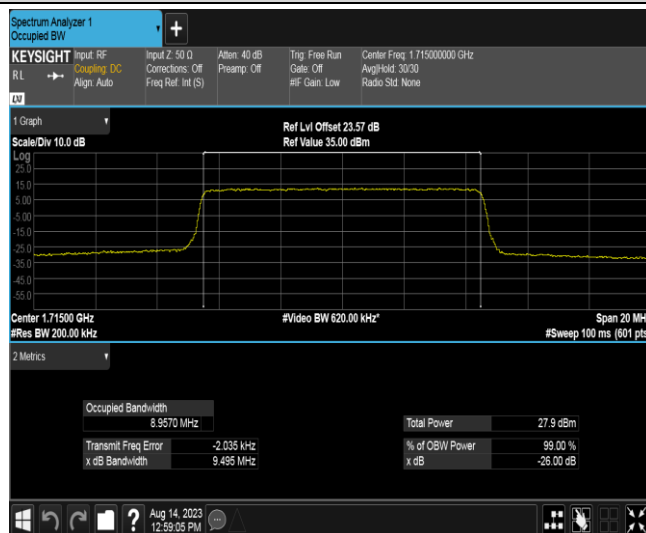 Spectrum Analyzer 1
Occupied BW
+
KEYSIGHT
RL
LXI
Input: RF
Coupling: DC
Align: Auto
Input Z: 50 Ω
Corrections: Off
Freq Ref: Int (S)
Atten: 40 dB
Preamp: Off
Trig: Free Run
Gate: Off
#IF Gain: Low
Center Freq: 1.715000000 GHz
Avg|Hold: 30/30
Radio Std: None
1 Graph
Scale/Div 10.0 dB
Ref Lvl Offset 23.57 dB
Ref Value 35.00 dBm
Log
25.0
15.0
5.00
-5.00
-15.0
-25.0
-35.0
-45.0
-55.0
Center 1.71500 GHz
#Res BW 200.00 kHz
#Video BW 620.00 kHz*
Span 20 MH
#Sweep 100 ms (601 pts
2 Metrics
Occupied Bandwidth
8.9570 MHz
Transmit Freq Error -2.035 kHz
x dB Bandwidth 9.495 MHz
Total Power 27.9 dBm
% of OBW Power 99.00 %
x dB -26.00 dB
?
Aug 14, 2023
12:59:05 PM